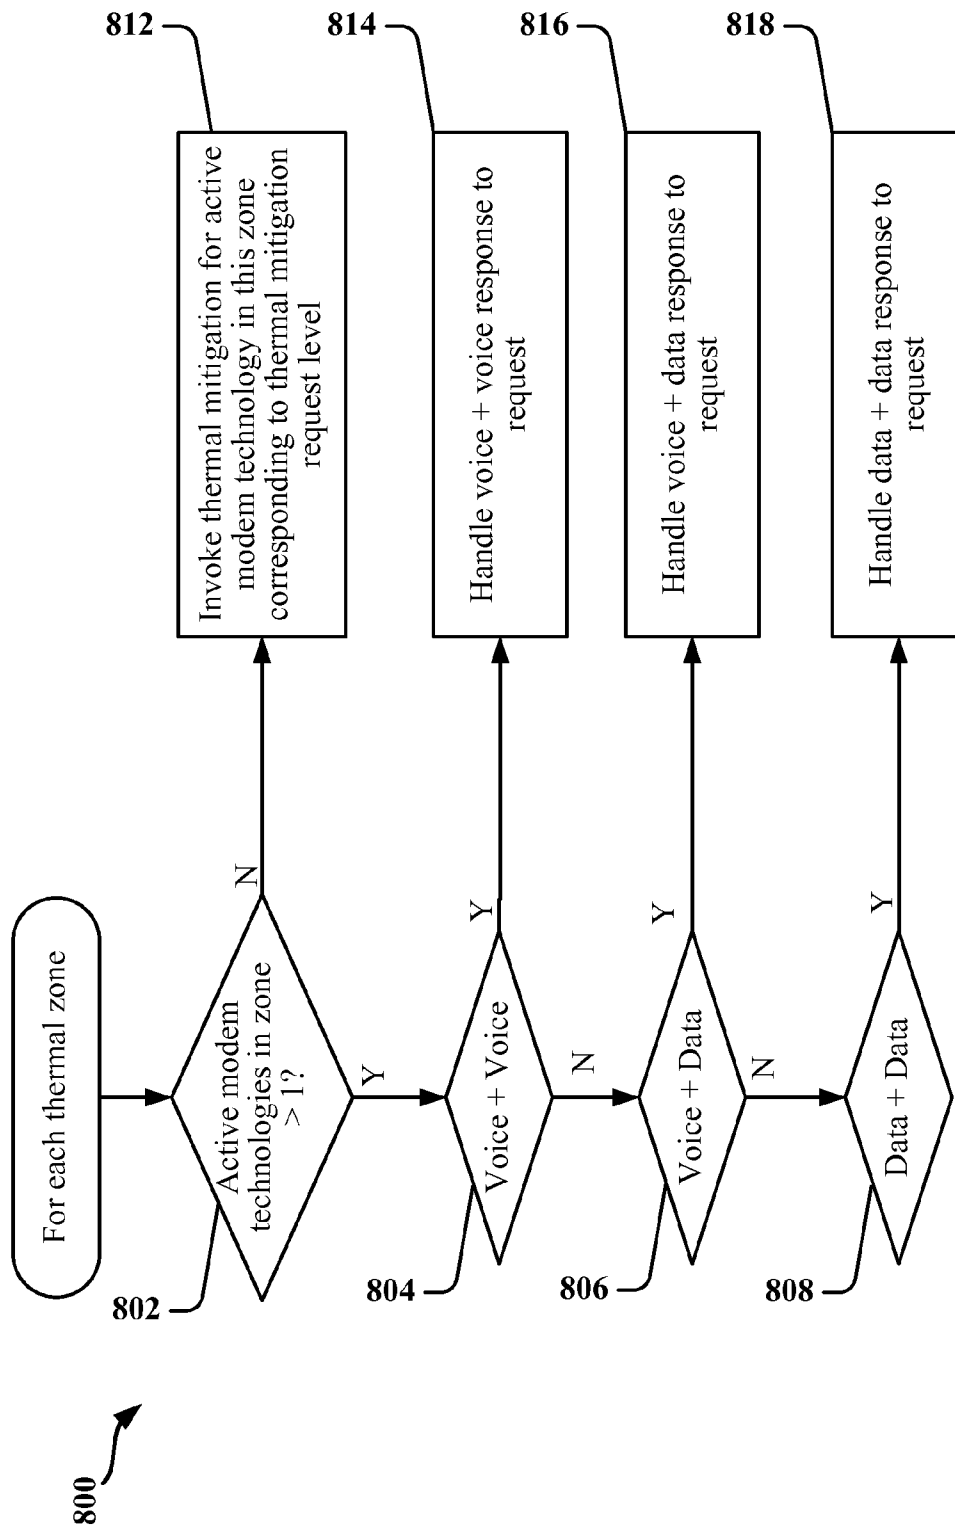 800
For each thermal zone
802
Active modem
technologies in zone
> 1?
N
Y
812
Invoke thermal mitigation for active
modem technology in this zone
corresponding to thermal mitigation
request level
804
Voice + Voice
Y
N
814
Handle voice + voice response to
request
806
Voice + Data
Y
N
816
Handle voice + data response to
request
808
Data + Data
Y
818
Handle data + data response to
request